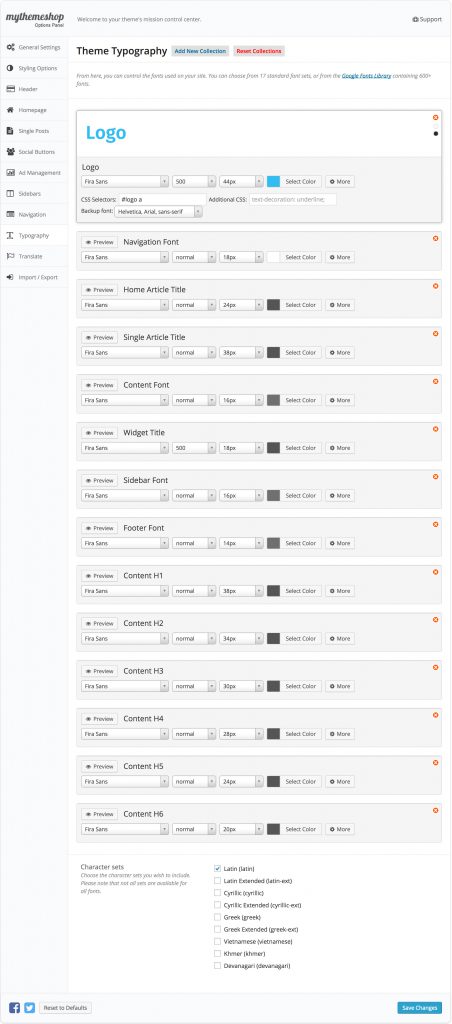 mythemeshop
Options Panel
Welcome to your theme's mission control center.
Support
General Settings
Styling Options
Header
Homepage
Single Posts
Social Buttons
Ad Management
Sidebars
Navigation
Typography
Translate
Import / Export
Theme Typography Add New Collection Reset Collections
From here, you can control the fonts used on your site. You can choose from 17 standard font sets, or from the Google Fonts Library containing 600+
fonts.
Logo
Logo
Fira Sans 500 44px Select Color More
CSS Selectors: #logo a Additional CSS: text-decoration: underline;
Backup font: Helvetica, Arial, sans-serif
Preview Navigation Font
Fira Sans normal 18px Select Color More
Preview Home Article Title
Fira Sans normal 24px Select Color More
Preview Single Article Title
Fira Sans normal 38px Select Color More
Preview Content Font
Fira Sans normal 16px Select Color More
Preview Widget Title
Fira Sans 500 18px Select Color More
Preview Sidebar Font
Fira Sans normal 16px Select Color More
Preview Footer Font
Fira Sans normal 14px Select Color More
Preview Content H1
Fira Sans normal 38px Select Color More
Preview Content H2
Fira Sans normal 34px Select Color More
Preview Content H3
Fira Sans normal 30px Select Color More
Preview Content H4
Fira Sans normal 28px Select Color More
Preview Content H5
Fira Sans normal 24px Select Color More
Preview Content H6
Fira Sans normal 20px Select Color More
Character sets
Choose the character sets you wish to include.
Please note that not all sets are available for
all fonts.
Latin (latin)
Latin Extended (latin-ext)
Cyrillic (cyrillic)
Cyrillic Extended (cyrillic-ext)
Greek (greek)
Greek Extended (greek-ext)
Vietnamese (vietnamese)
Khmer (khmer)
Devanagari (devanagari)
Reset to Defaults
Save Changes